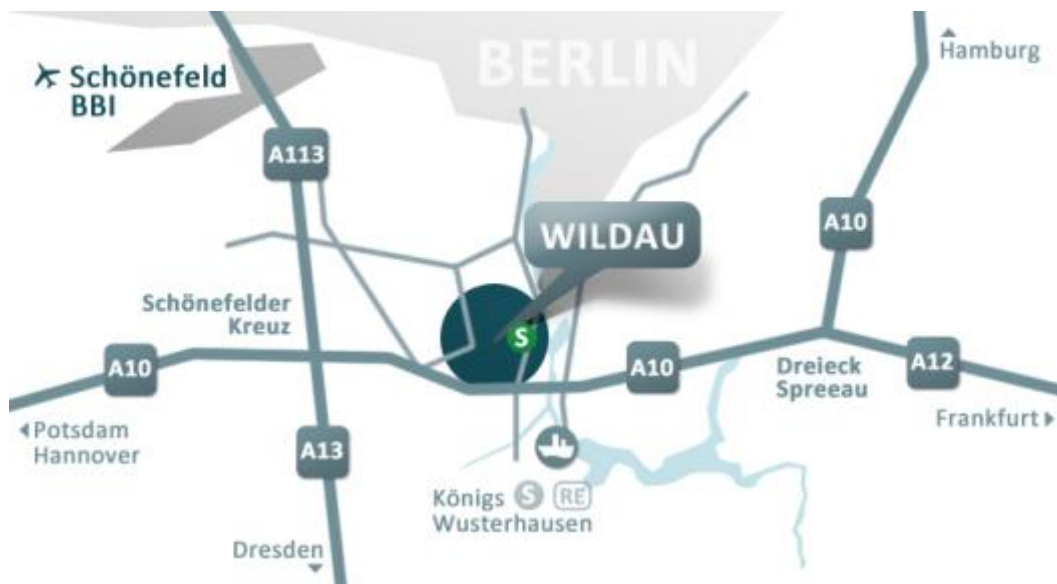 BERLIN
Hamburg
Schönefeld
BBI
A113
A10
WILDAU
Schönefelder
Kreuz
A10
A10
Dreieck
Spreeau
A12
Potsdam
Hannover
Frankfurt
A13
Königs S RE
Wusterhausen
Dresden
S